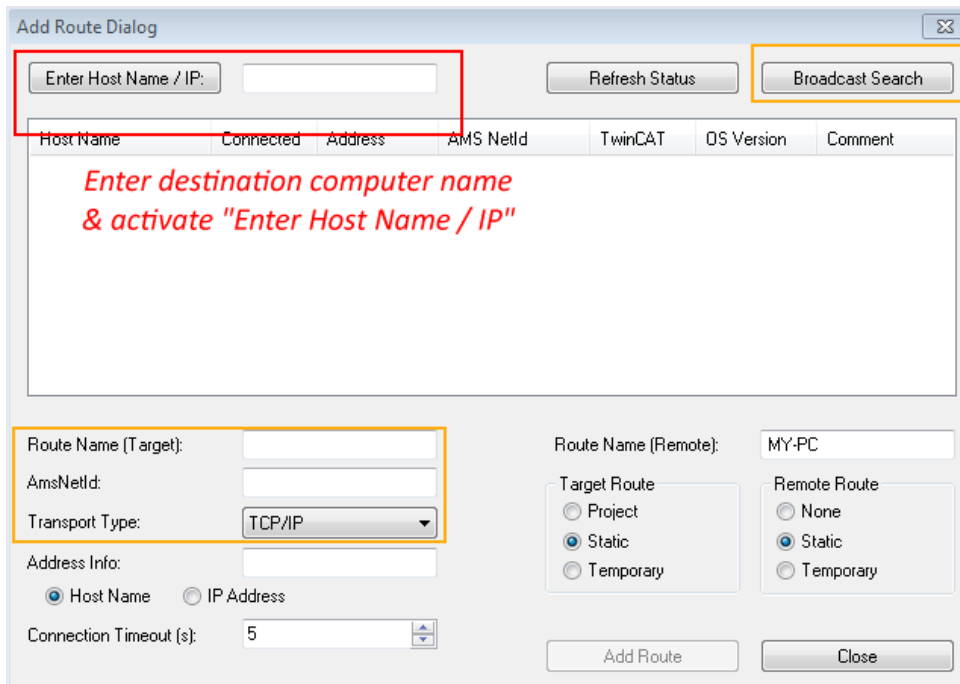 Add Route Dialog
Enter Host Name / IP:
Refresh Status
Broadcast Search
Host Name Connected Address AMS NetId TwinCAT OS Version Comment
Enter destination computer name
& activate "Enter Host Name / IP"
Route Name (Target):
AmsNetId:
Transport Type: TCP/IP
Address Info:
Host Name IP Address
Connection Timeout (s): 5
Route Name (Remote): MY-PC
Target Route
Project
Static
Temporary
Remote Route
None
Static
Temporary
Add Route
Close